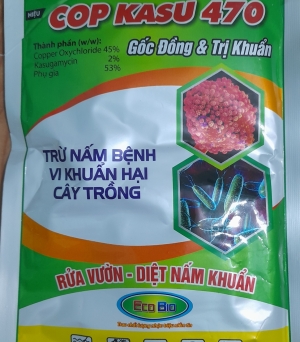 HIỆU
COP KASU 470
Gốc Đồng & Trị Khuẩn
Thành phần (w/w):
Copper Oxychloride 45%
Kasugamycin 2%
Phụ gia 53%
TRỪ NẤM BỆNH
VI KHUẨN HẠI
CÂY TRỒNG
RỬA VƯỜN - DIỆT NẤM KHUẨN
ECO BIO